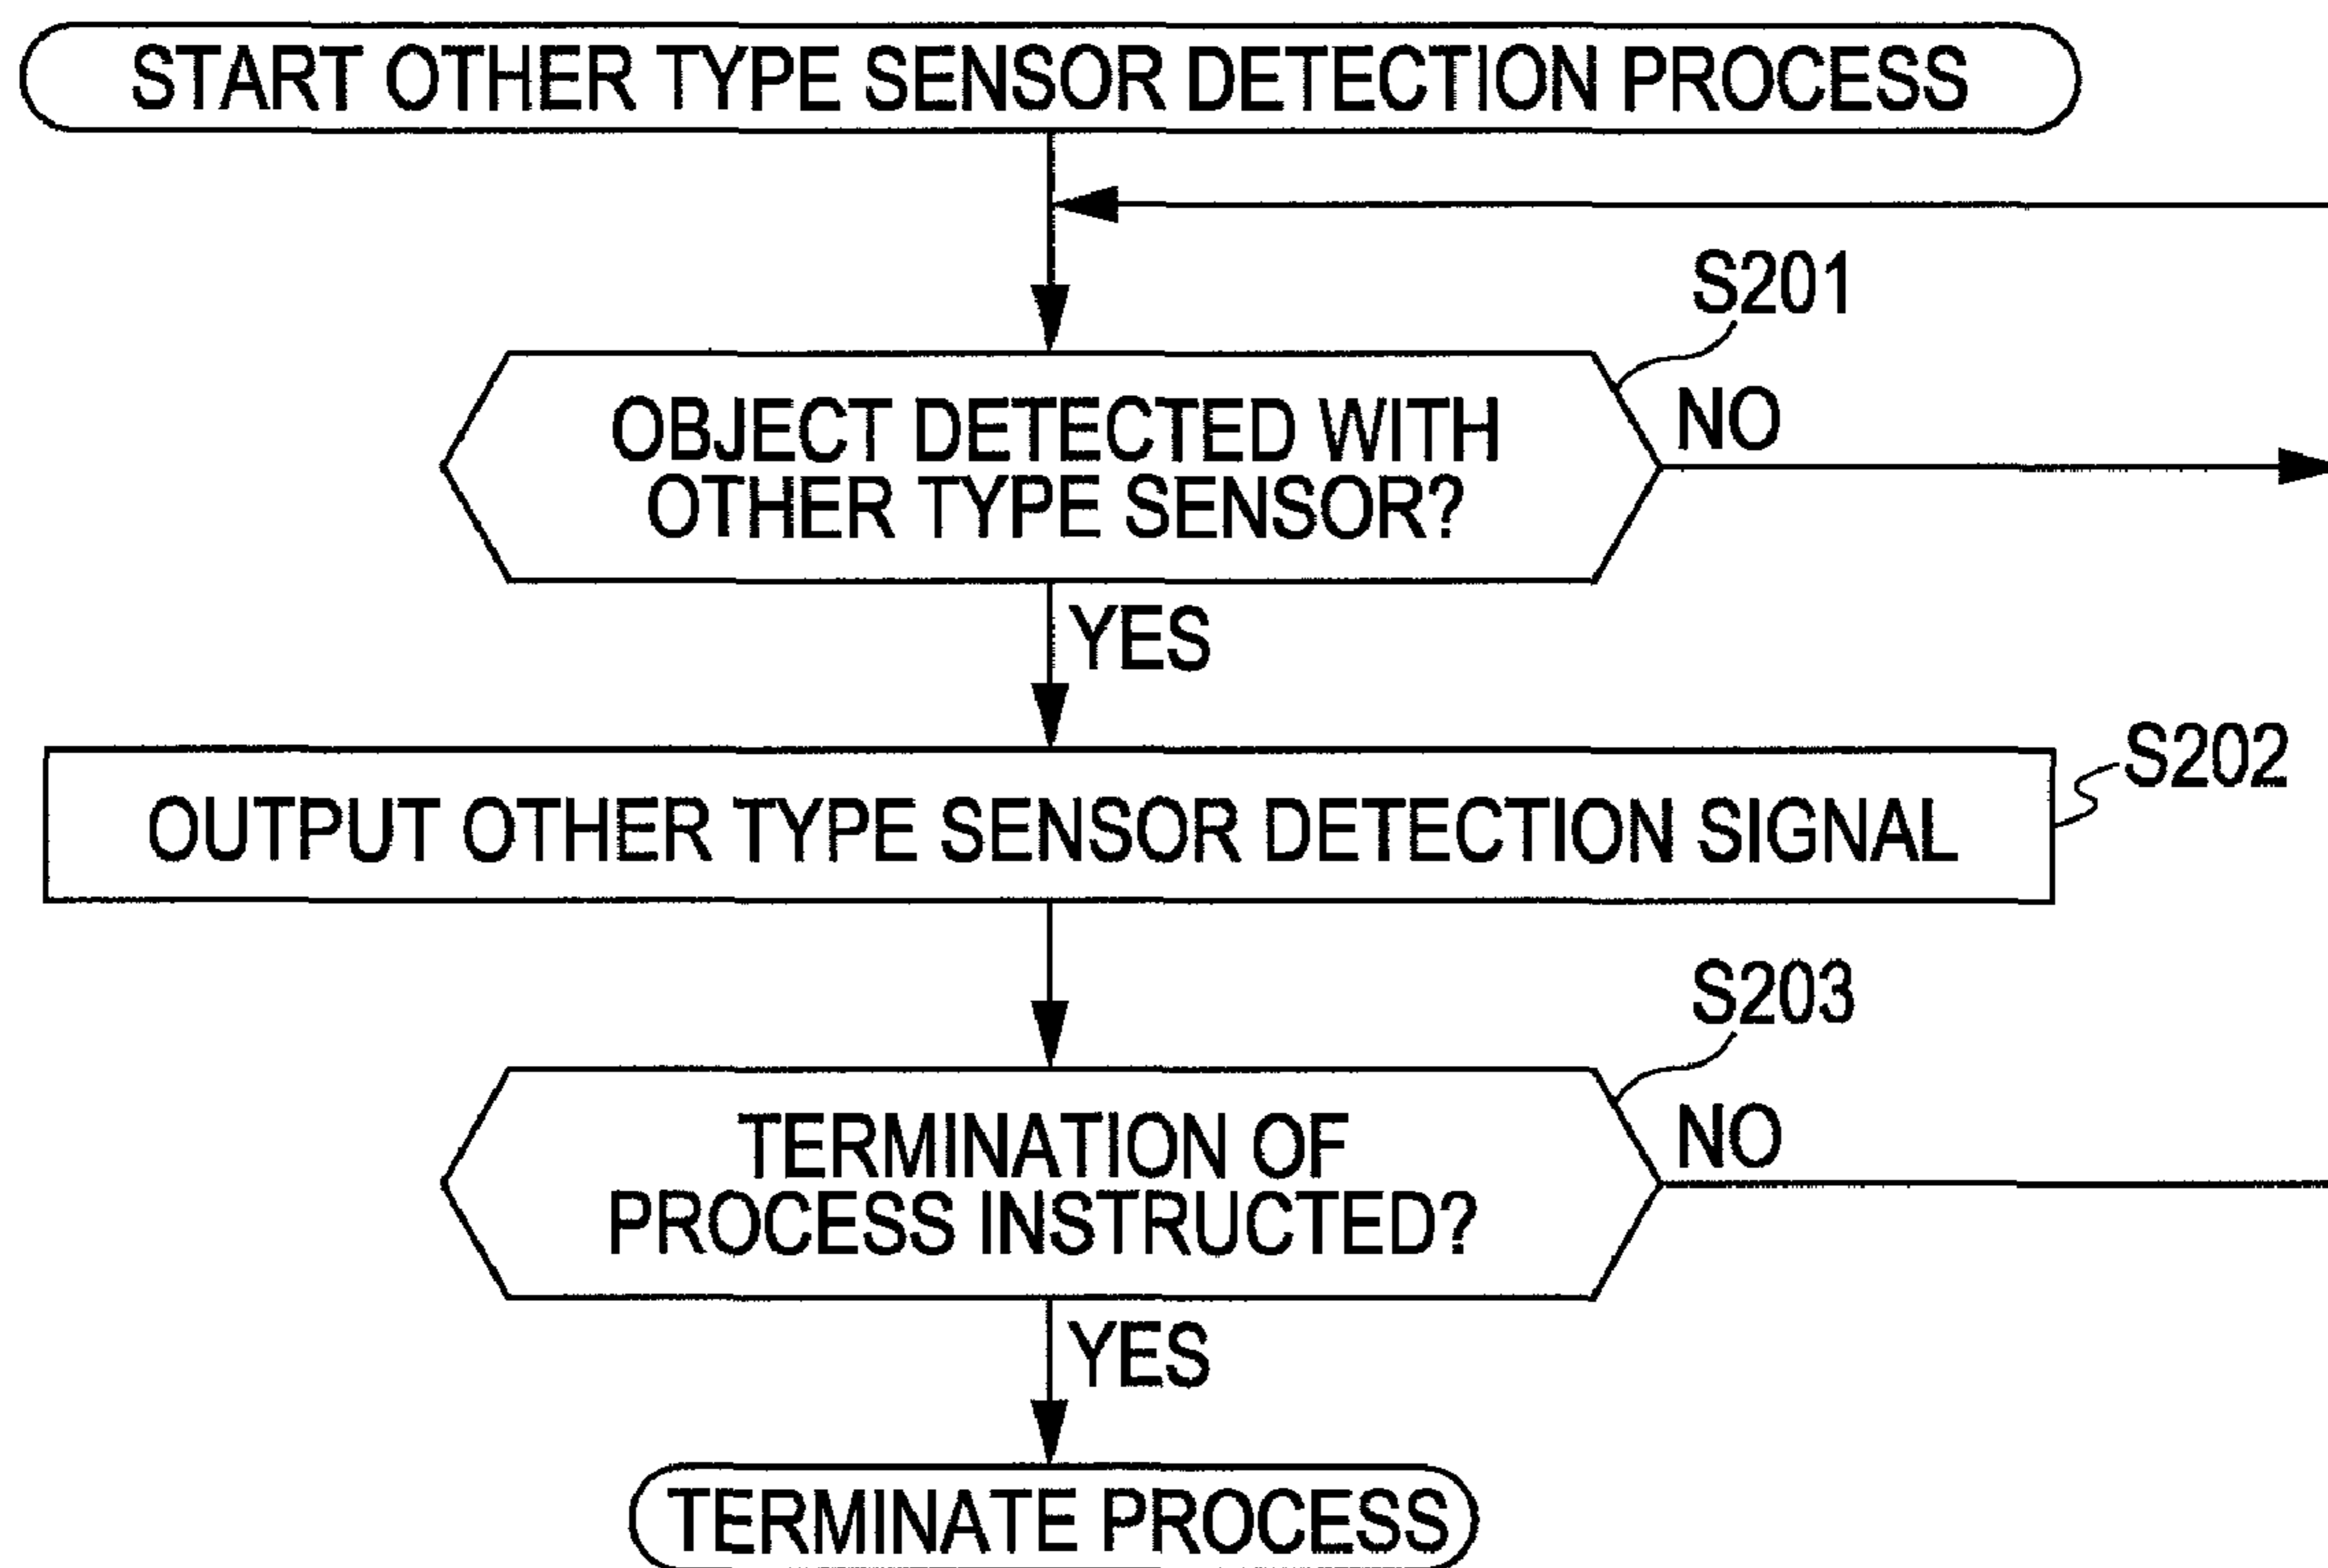 START OTHER TYPE SENSOR DETECTION PROCESS
S201
OBJECT DETECTED WITH
OTHER TYPE SENSOR?
NO
YES
S202
OUTPUT OTHER TYPE SENSOR DETECTION SIGNAL
S203
TERMINATION OF
PROCESS INSTRUCTED?
NO
YES
TERMINATE PROCESS